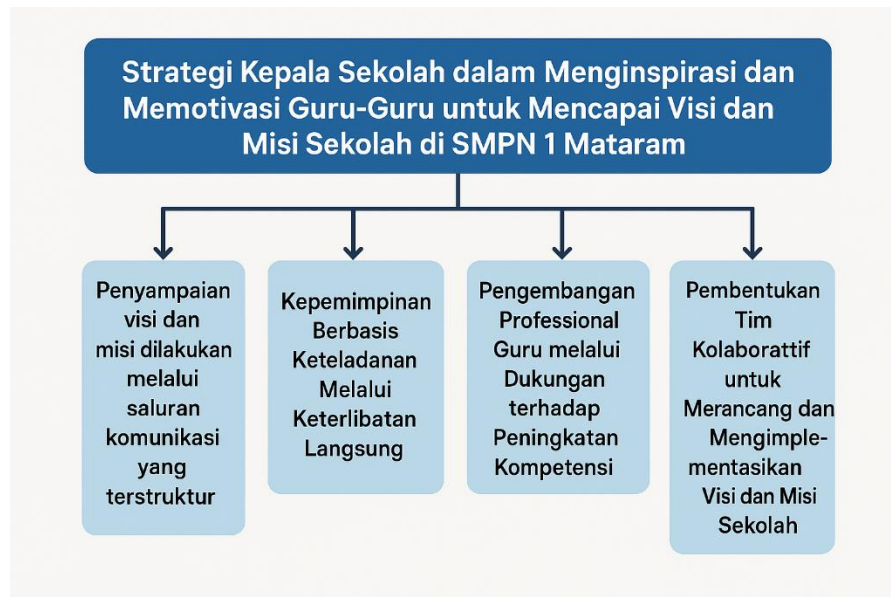 Strategi Kepala Sekolah dalam Menginspirasi dan
Memotivasi Guru-Guru untuk Mencapai Visi dan
Misi Sekolah di SMPN 1 Mataram
Penyampaian
visi dan
misi dilakukan
melalui
saluran
komunikasi
yang
terstruktur
Kepemimpinan
Berbasis
Keteladanan
Melalui
Keterlibatan
Langsung
Pengembangan
Professional
Guru melalui
Dukungan
terhadap
Peningkatan
Kompetensi
Pembentukan
Tim
Kolaborattif
untuk
Merancang dan
Mengimple-
mentasikan
Visi dan Misi
Sekolah